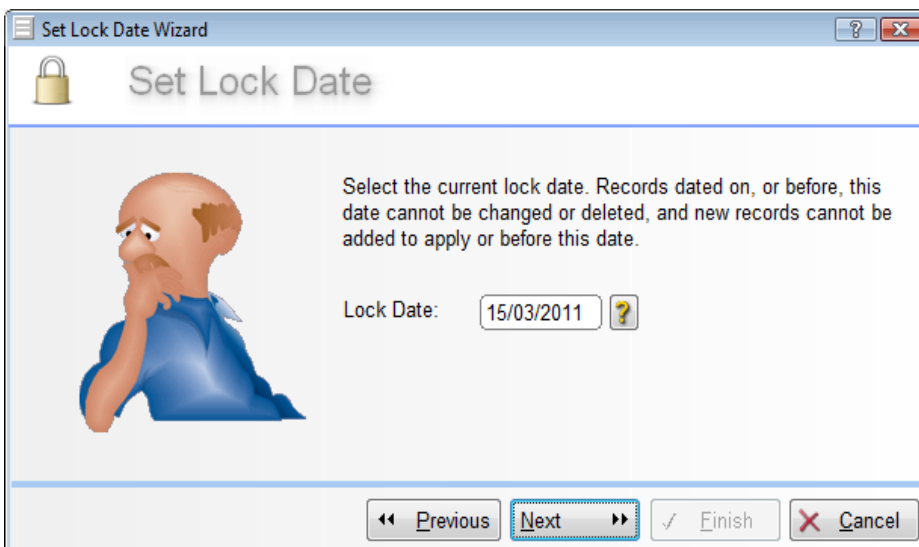 Set Lock Date Wizard
Set Lock Date
Select the current lock date. Records dated on, or before, this
date cannot be changed or deleted, and new records cannot be
added to apply or before this date.
Lock Date: 15/03/2011 ?
Previous Next Finish Cancel